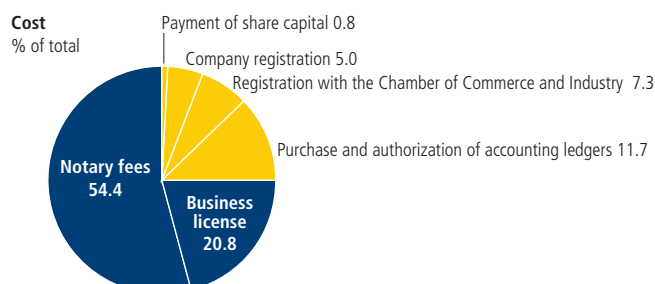 Cost
% of total
Payment of share capital 0.8
Company registration 5.0
Registration with the Chamber of Commerce and Industry 7.3
Purchase and authorization of accounting ledgers 11.7
Notary fees
54.4
Business
license
20.8